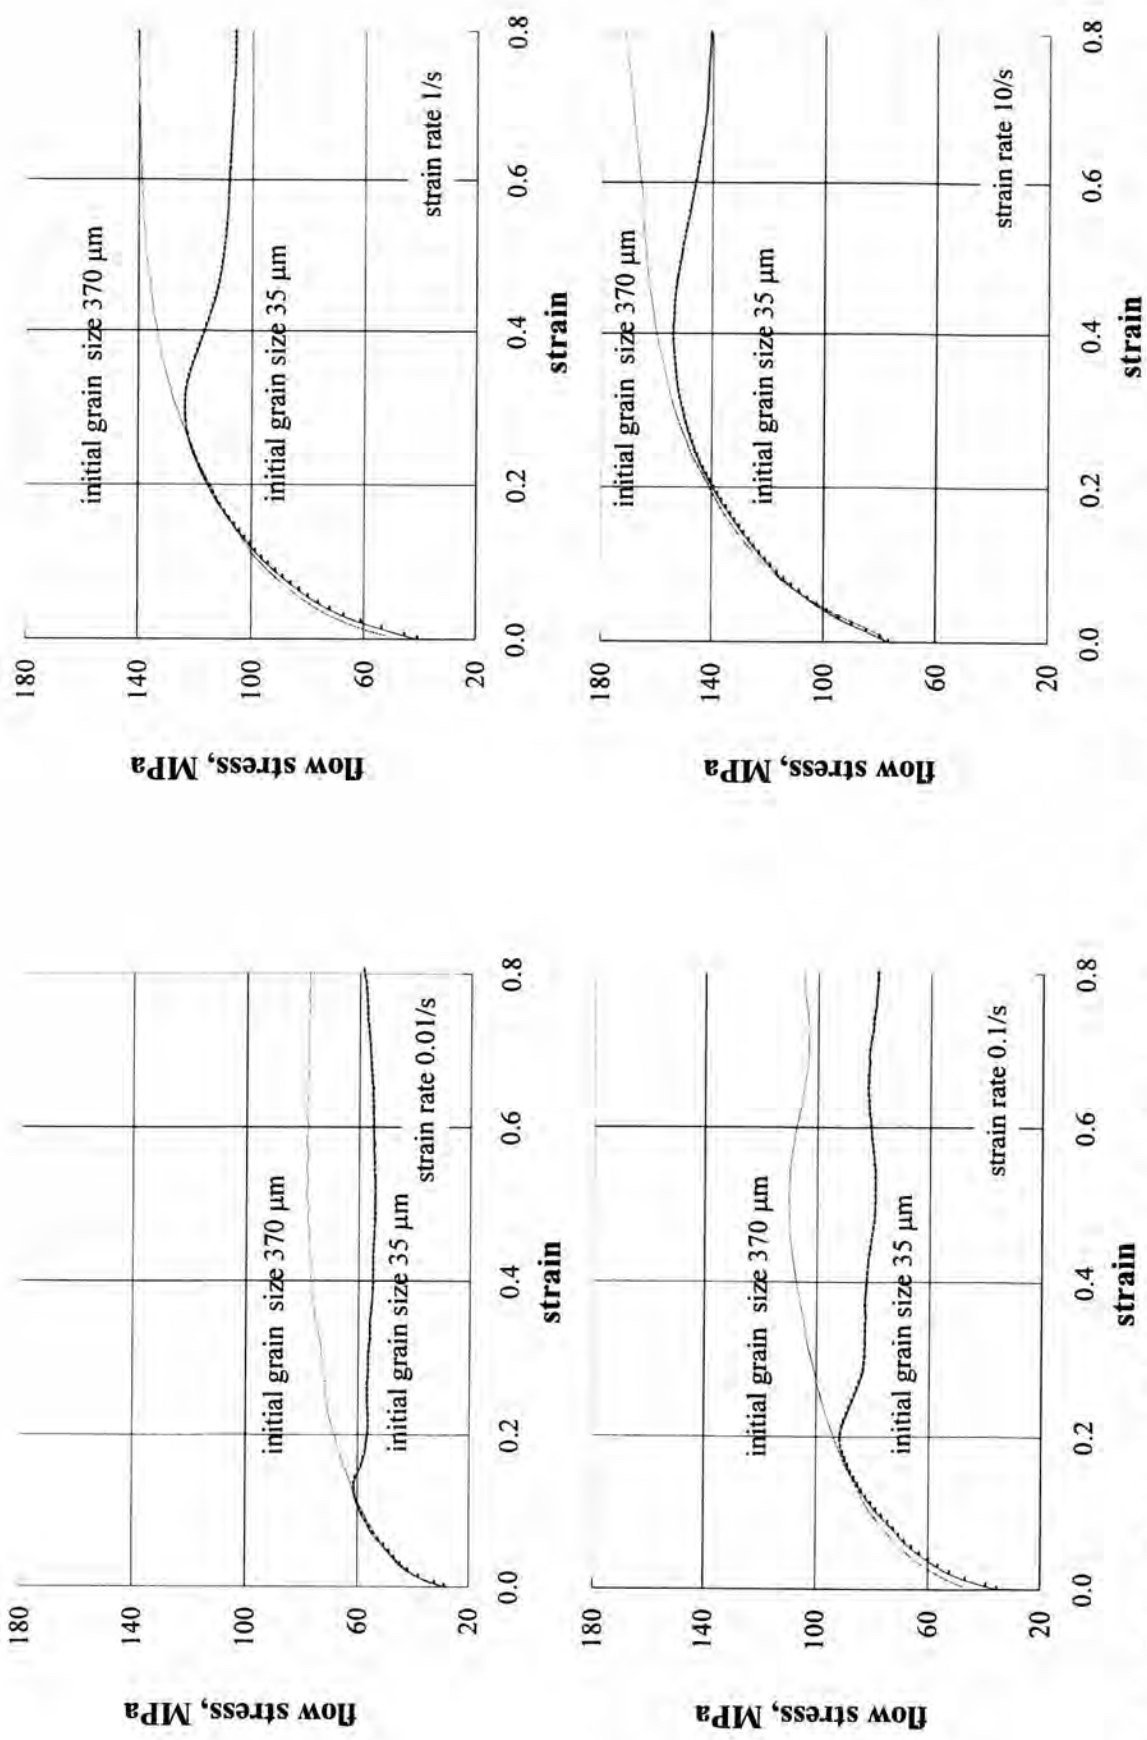 flow stress, MPa
180
140
100
60
20
initial grain size 370 µm
initial grain size 35 µm
strain rate 0.01/s
0.0 0.2 0.4 0.6 0.8
strain
flow stress, MPa
180
140
100
60
20
initial grain size 370 µm
initial grain size 35 µm
strain rate 1/s
0.0 0.2 0.4 0.6 0.8
strain
flow stress, MPa
180
140
100
60
20
initial grain size 370 µm
initial grain size 35 µm
strain rate 0.1/s
0.0 0.2 0.4 0.6 0.8
strain
flow stress, MPa
180
140
100
60
20
initial grain size 370 µm
initial grain size 35 µm
strain rate 10/s
0.0 0.2 0.4 0.6 0.8
strain